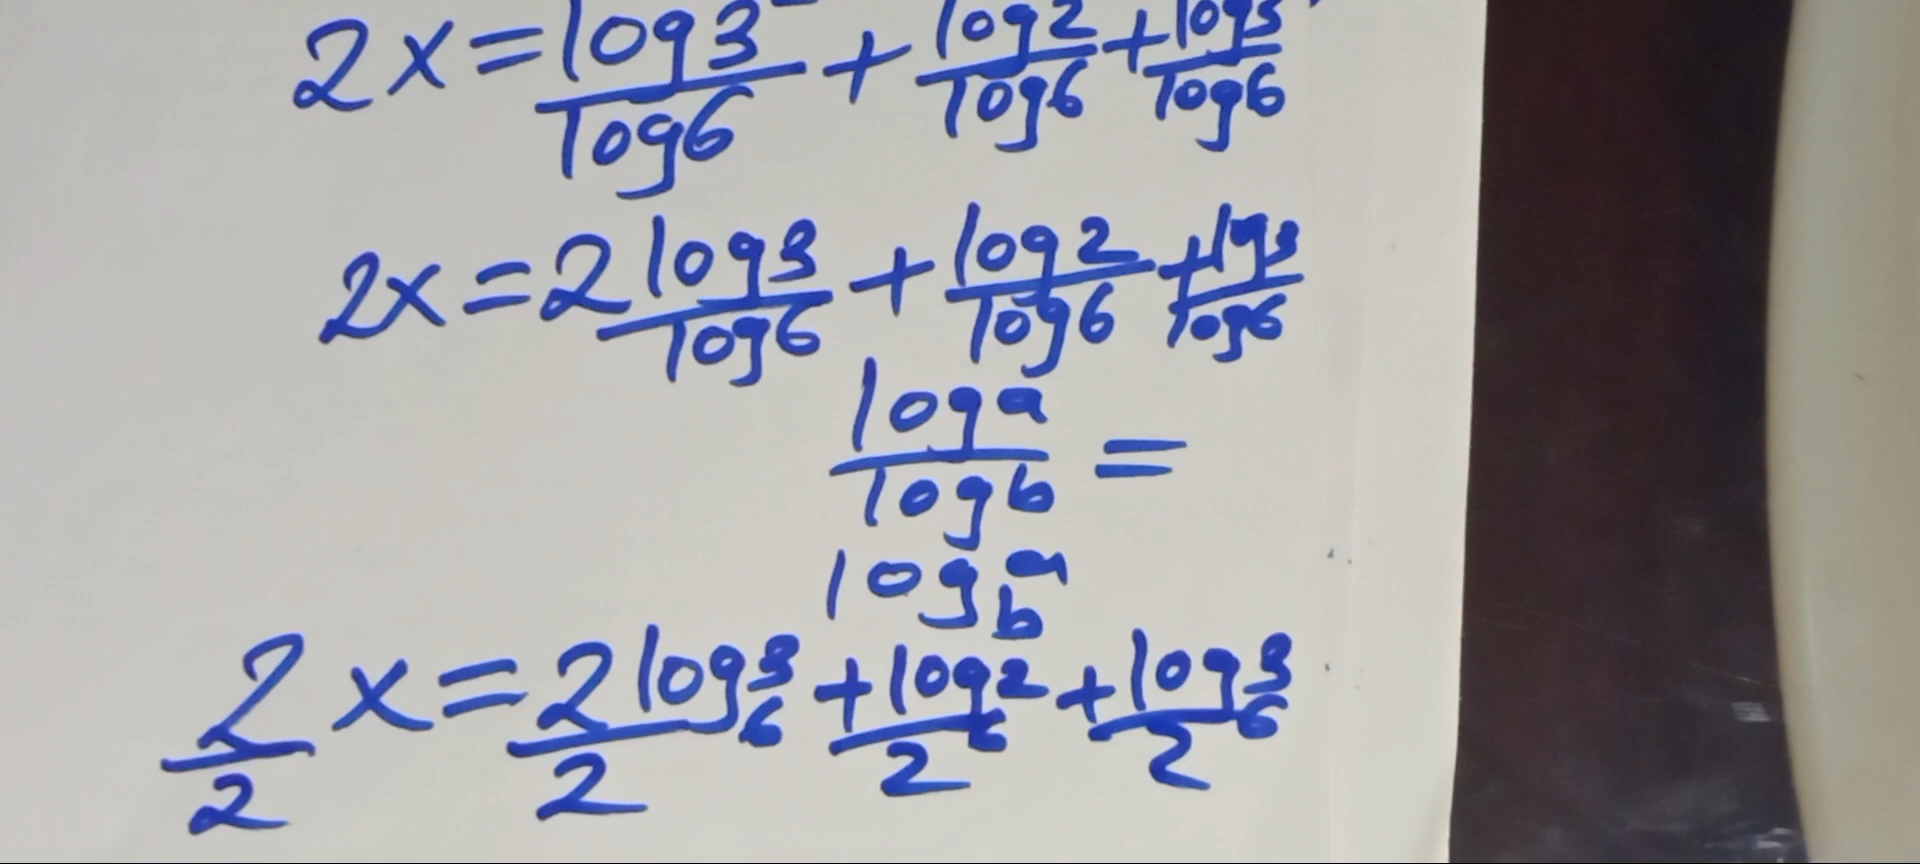 2x = log3²/log6 + log2/log6 + log3/log6
2x = 2 log3/log6 + log2/log6 + log3/log6
loga/logb =
log_b a
2/2 x = 2 log_6 3/2 + log_6 2/2 + log_6 3/2